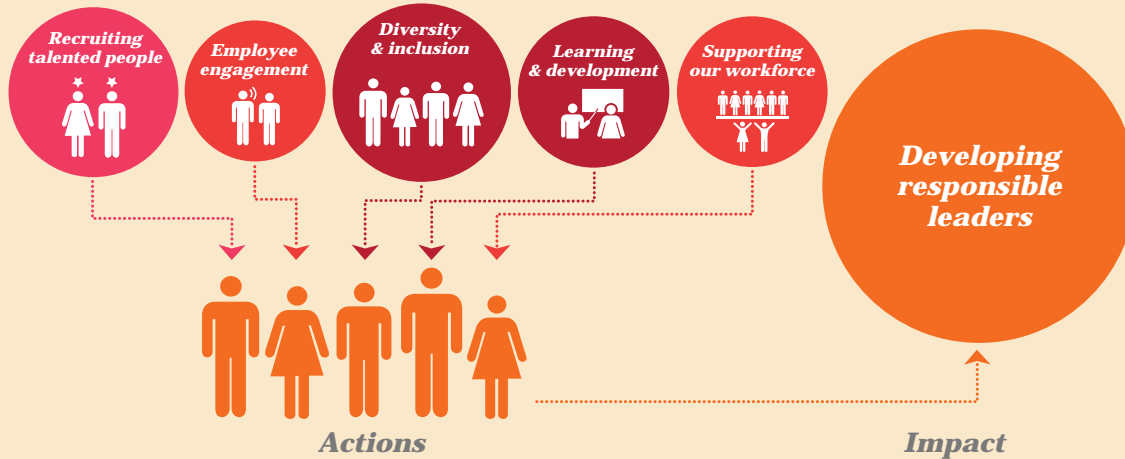 Recruiting
talented people
Employee
engagement
Diversity
& inclusion
Learning
& development
Supporting
our workforce
Developing
responsible
leaders
Actions
Impact